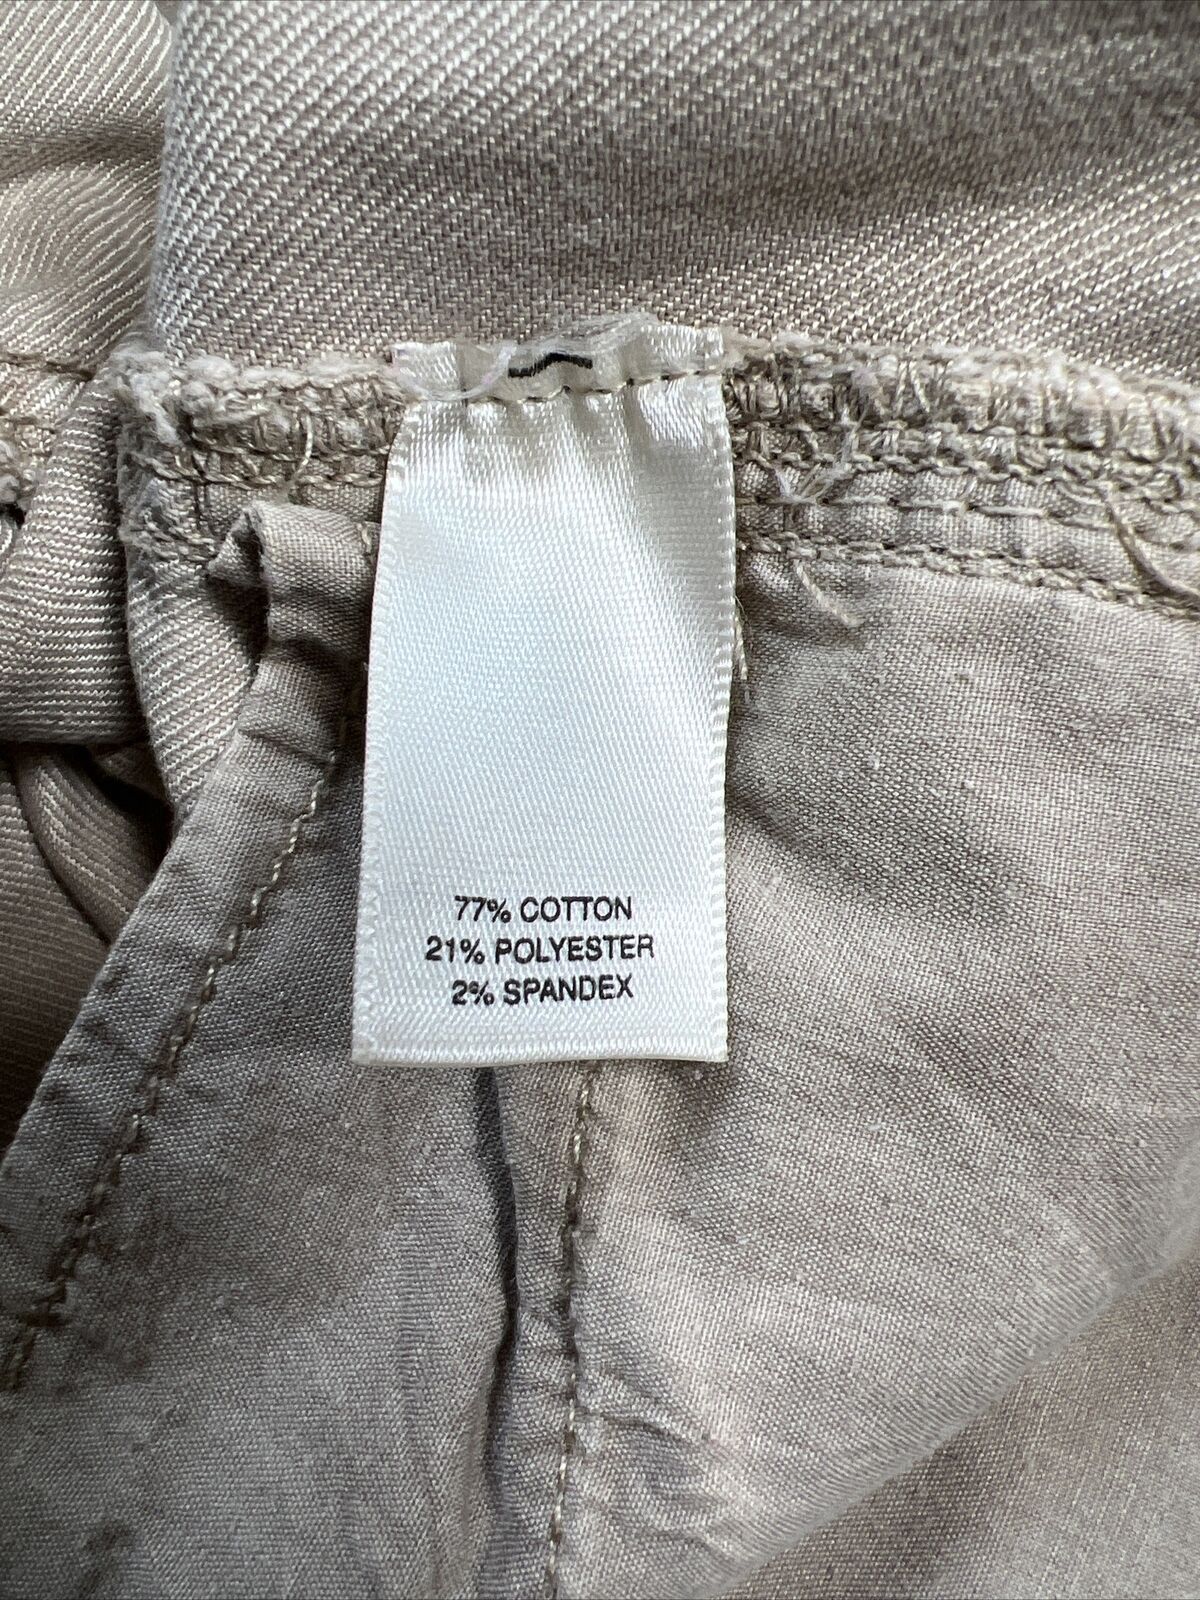 77% COTTON
21% POLYESTER
2% SPANDEX